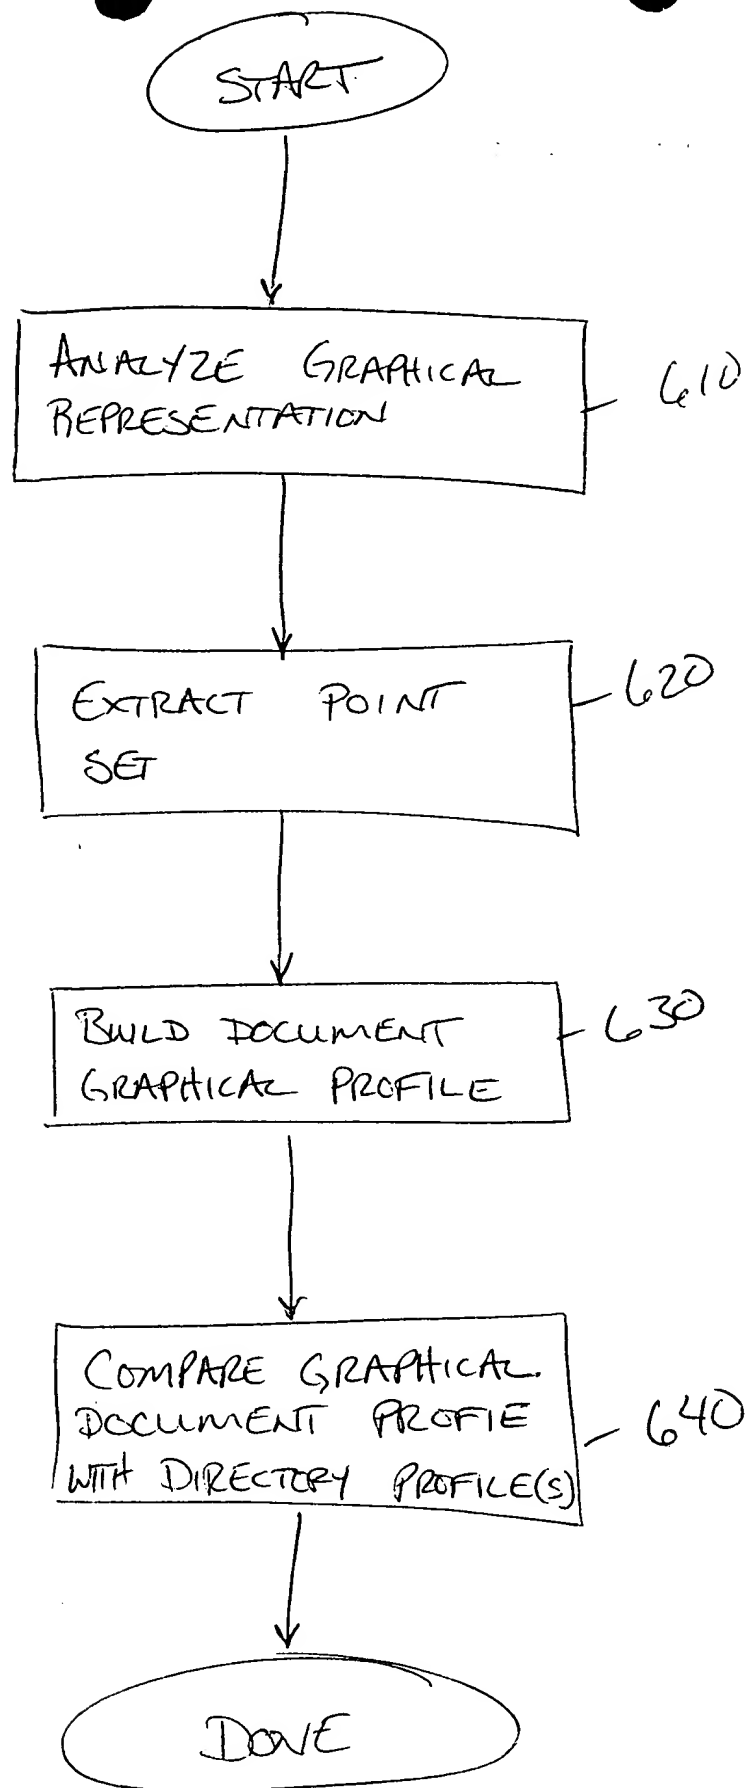 START
ANALYZE GRAPHICAL
REPRESENTATION
610
EXTRACT POINT
SET
620
BUILD DOCUMENT
GRAPHICAL PROFILE
630
COMPARE GRAPHICAL
DOCUMENT PROFIE
WITH DIRECTORY PROFILE(S)
640
DONE